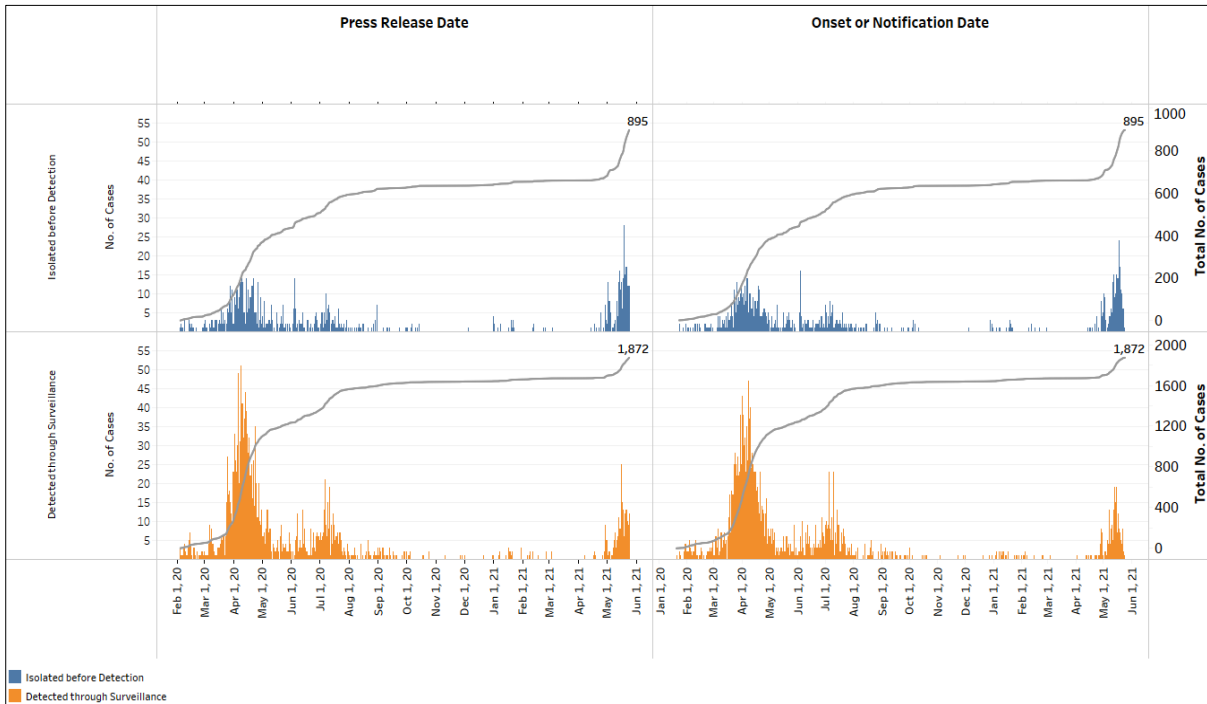 Press Release Date
Onset or Notification Date
Isolated before Detection
No. of Cases
55
50
45
40
35
30
25
20
15
10
5
895
895
1000
800
600
400
200
0
Total No. of Cases
Detected through Surveillance
No. of Cases
55
50
45
40
35
30
25
20
15
10
5
1,872
1,872
2000
1600
1200
800
400
0
Total No. of Cases
Feb 1, 20
Mar 1, 20
Apr 1, 20
May 1, 20
Jun 1, 20
Jul 1, 20
Aug 1, 20
Sep 1, 20
Oct 1, 20
Nov 1, 20
Dec 1, 20
Jan 1, 21
Feb 1, 21
Mar 1, 21
Apr 1, 21
May 1, 21
Jun 1, 21
Jan 1, 20
Feb 1, 20
Mar 1, 20
Apr 1, 20
May 1, 20
Jun 1, 20
Jul 1, 20
Aug 1, 20
Sep 1, 20
Oct 1, 20
Nov 1, 20
Dec 1, 20
Jan 1, 21
Feb 1, 21
Mar 1, 21
Apr 1, 21
May 1, 21
Jun 1, 21
Isolated before Detection
Detected through Surveillance